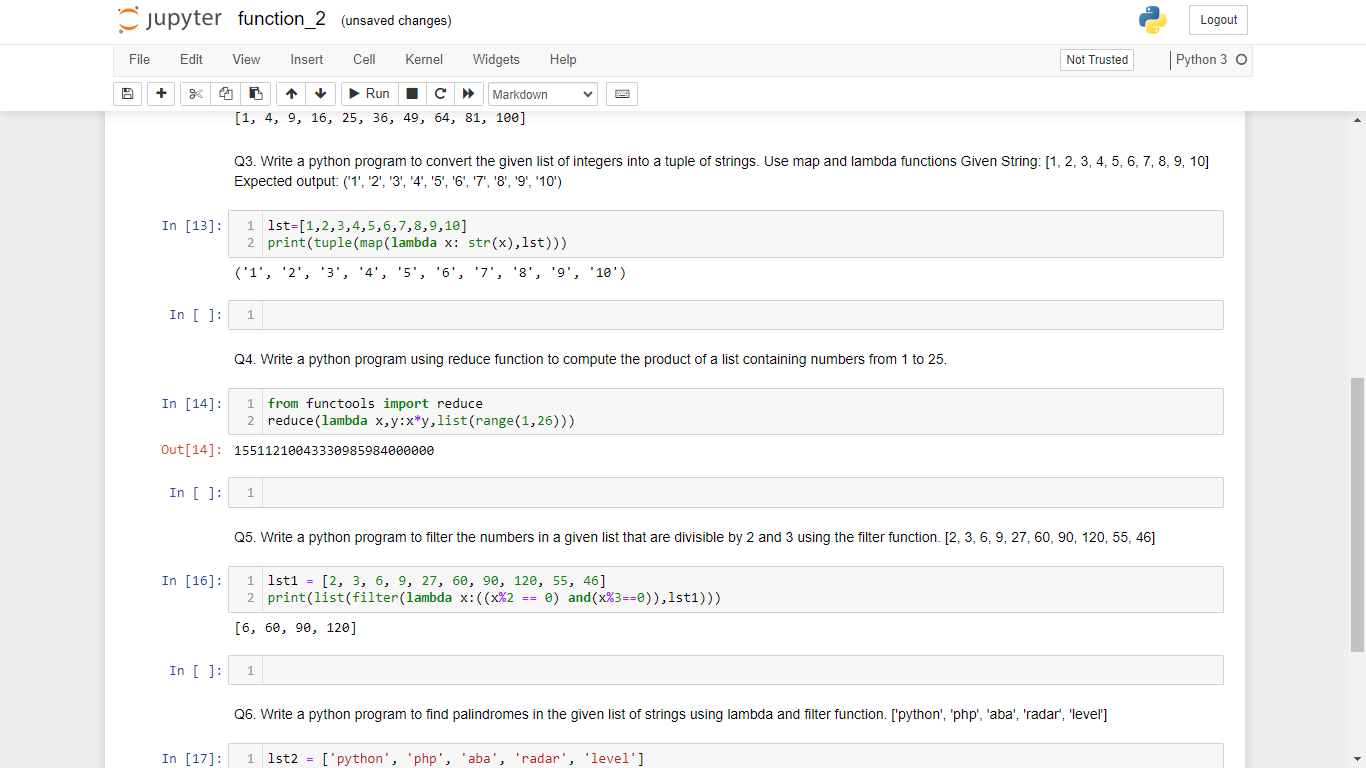 jupyter function_2 (unsaved changes) Logout
File Edit View Insert Cell Kernel Widgets Help Not Trusted Python 3
Run Markdown
[1, 4, 9, 16, 25, 36, 49, 64, 81, 100]
Q3. Write a python program to convert the given list of integers into a tuple of strings. Use map and lambda functions Given String: [1, 2, 3, 4, 5, 6, 7, 8, 9, 10]
Expected output: ('1', '2', '3', '4', '5', '6', '7', '8', '9', '10')
In [13]: 1 lst=[1,2,3,4,5,6,7,8,9,10]
2 print(tuple(map(lambda x: str(x),lst)))
('1', '2', '3', '4', '5', '6', '7', '8', '9', '10')
In [ ]: 1
Q4. Write a python program using reduce function to compute the product of a list containing numbers from 1 to 25.
In [14]: 1 from functools import reduce
2 reduce(lambda x,y:x*y,list(range(1,26)))
Out[14]: 15511210043330985984000000
In [ ]: 1
Q5. Write a python program to filter the numbers in a given list that are divisible by 2 and 3 using the filter function. [2, 3, 6, 9, 27, 60, 90, 120, 55, 46]
In [16]: 1 lst1 = [2, 3, 6, 9, 27, 60, 90, 120, 55, 46]
2 print(list(filter(lambda x:((x%2 == 0) and(x%3==0)),lst1)))
[6, 60, 90, 120]
In [ ]: 1
Q6. Write a python program to find palindromes in the given list of strings using lambda and filter function. ['python', 'php', 'aba', 'radar', 'level']
In [17]: 1 lst2 = ['python', 'php', 'aba', 'radar', 'level']